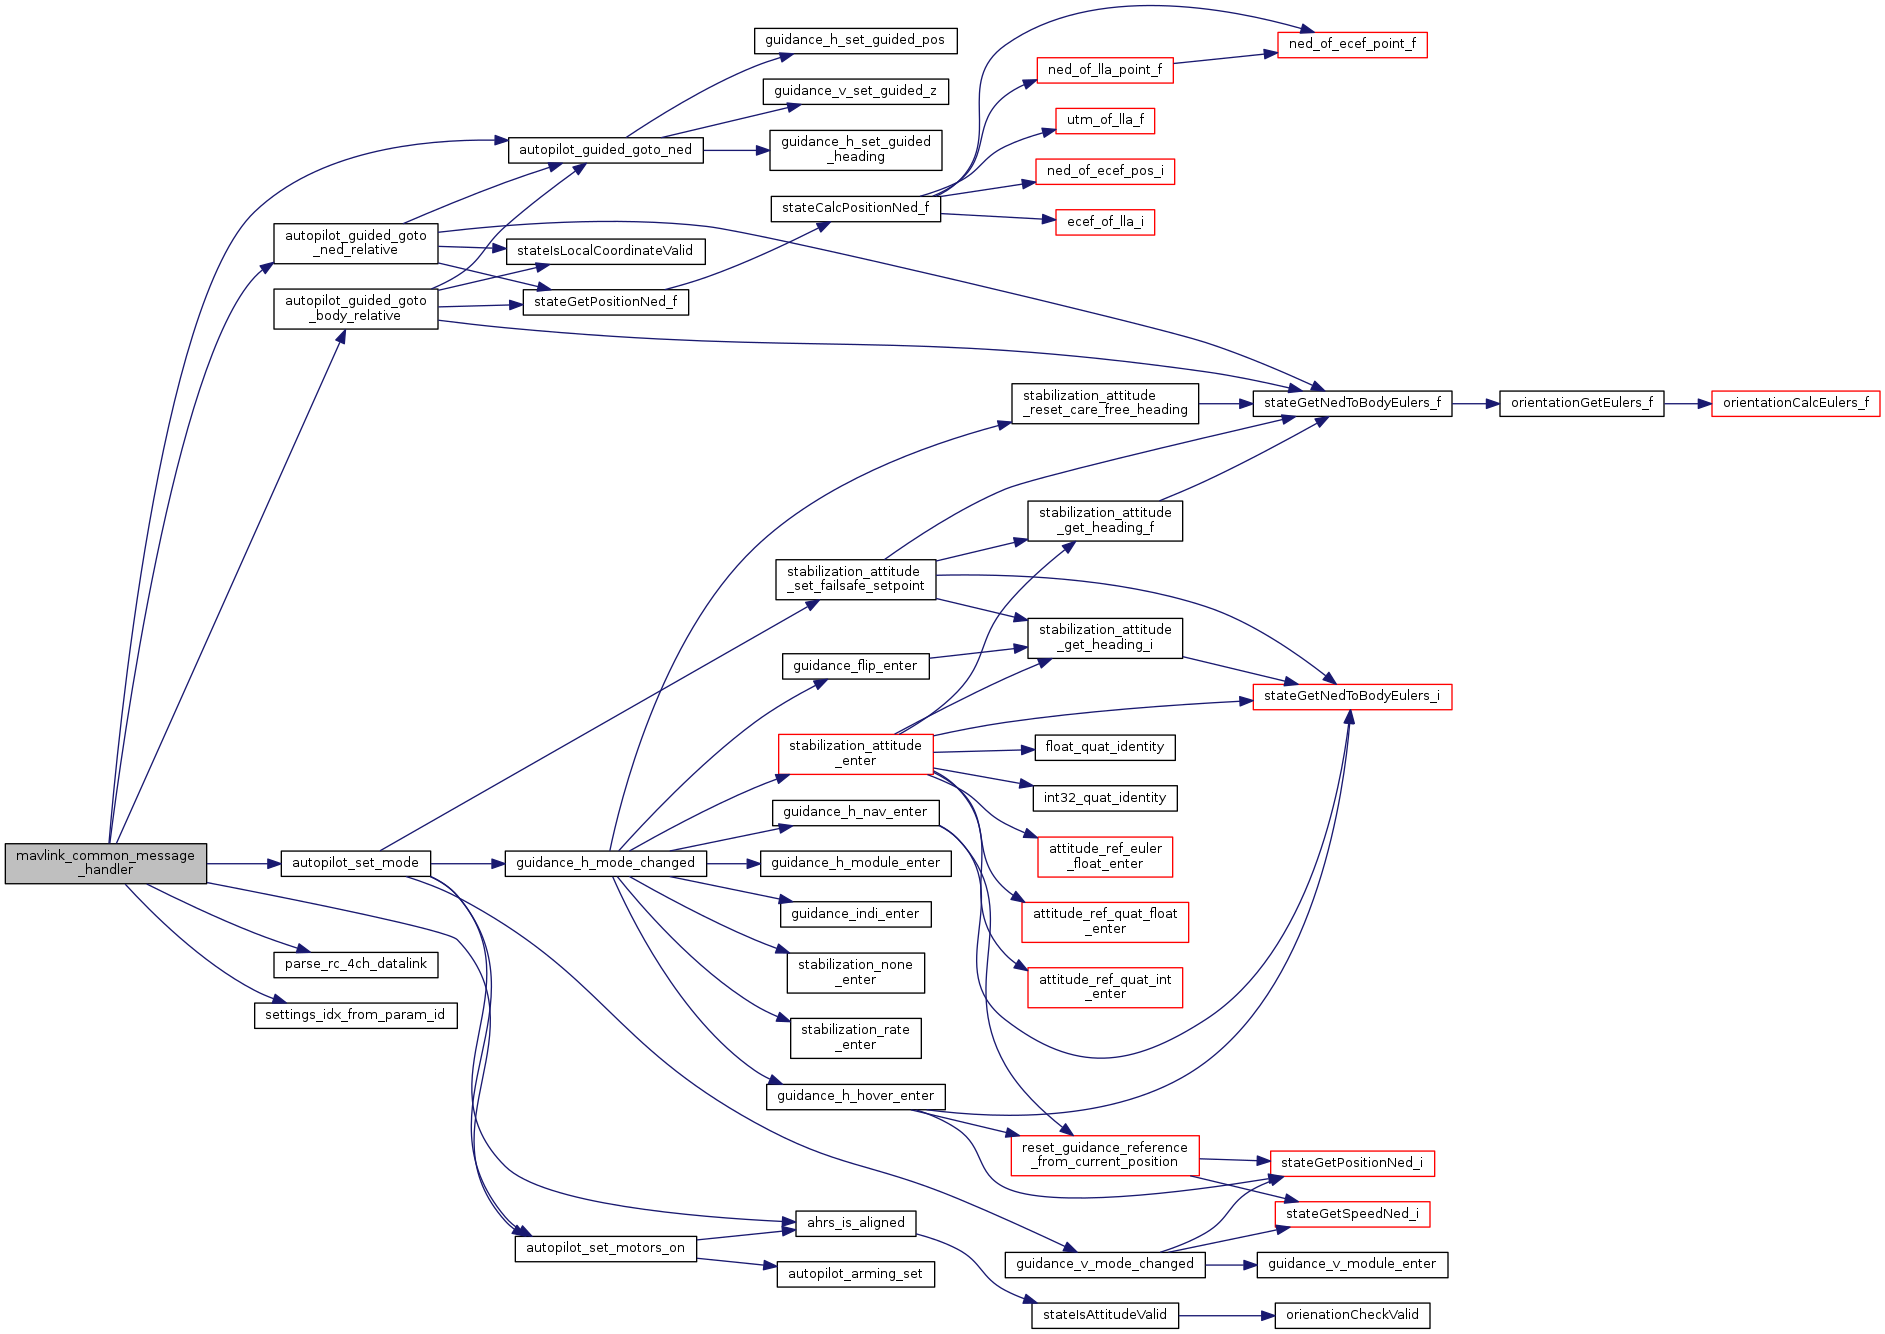 mavlink_common_message
_handler
autopilot_guided_goto_ned
guidance_h_set_guided_pos
guidance_v_set_guided_z
guidance_h_set_guided
_heading
autopilot_guided_goto
_ned_relative
stateIsLocalCoordinateValid
stateGetPositionNed_f
autopilot_guided_goto
_body_relative
stateCalcPositionNed_f
ned_of_ecef_point_f
ned_of_lla_point_f
utm_of_lla_f
ned_of_ecef_pos_i
ecef_of_lla_i
stateGetNedToBodyEulers_f
orientationGetEulers_f
orientationCalcEulers_f
stabilization_attitude
_reset_care_free_heading
stabilization_attitude
_get_heading_f
stabilization_attitude
_set_failsafe_setpoint
stabilization_attitude
_get_heading_i
guidance_flip_enter
stateGetNedToBodyEulers_i
stabilization_attitude
_enter
float_quat_identity
int32_quat_identity
guidance_h_nav_enter
attitude_ref_euler
_float_enter
autopilot_set_mode
guidance_h_mode_changed
guidance_h_module_enter
guidance_indi_enter
attitude_ref_quat_float
_enter
parse_rc_4ch_datalink
stabilization_none
_enter
attitude_ref_quat_int
_enter
settings_idx_from_param_id
stabilization_rate
_enter
guidance_h_hover_enter
reset_guidance_reference
_from_current_position
stateGetPositionNed_i
stateGetSpeedNed_i
ahrs_is_aligned
autopilot_set_motors_on
autopilot_arming_set
guidance_v_mode_changed
guidance_v_module_enter
stateIsAttitudeValid
orienationCheckValid